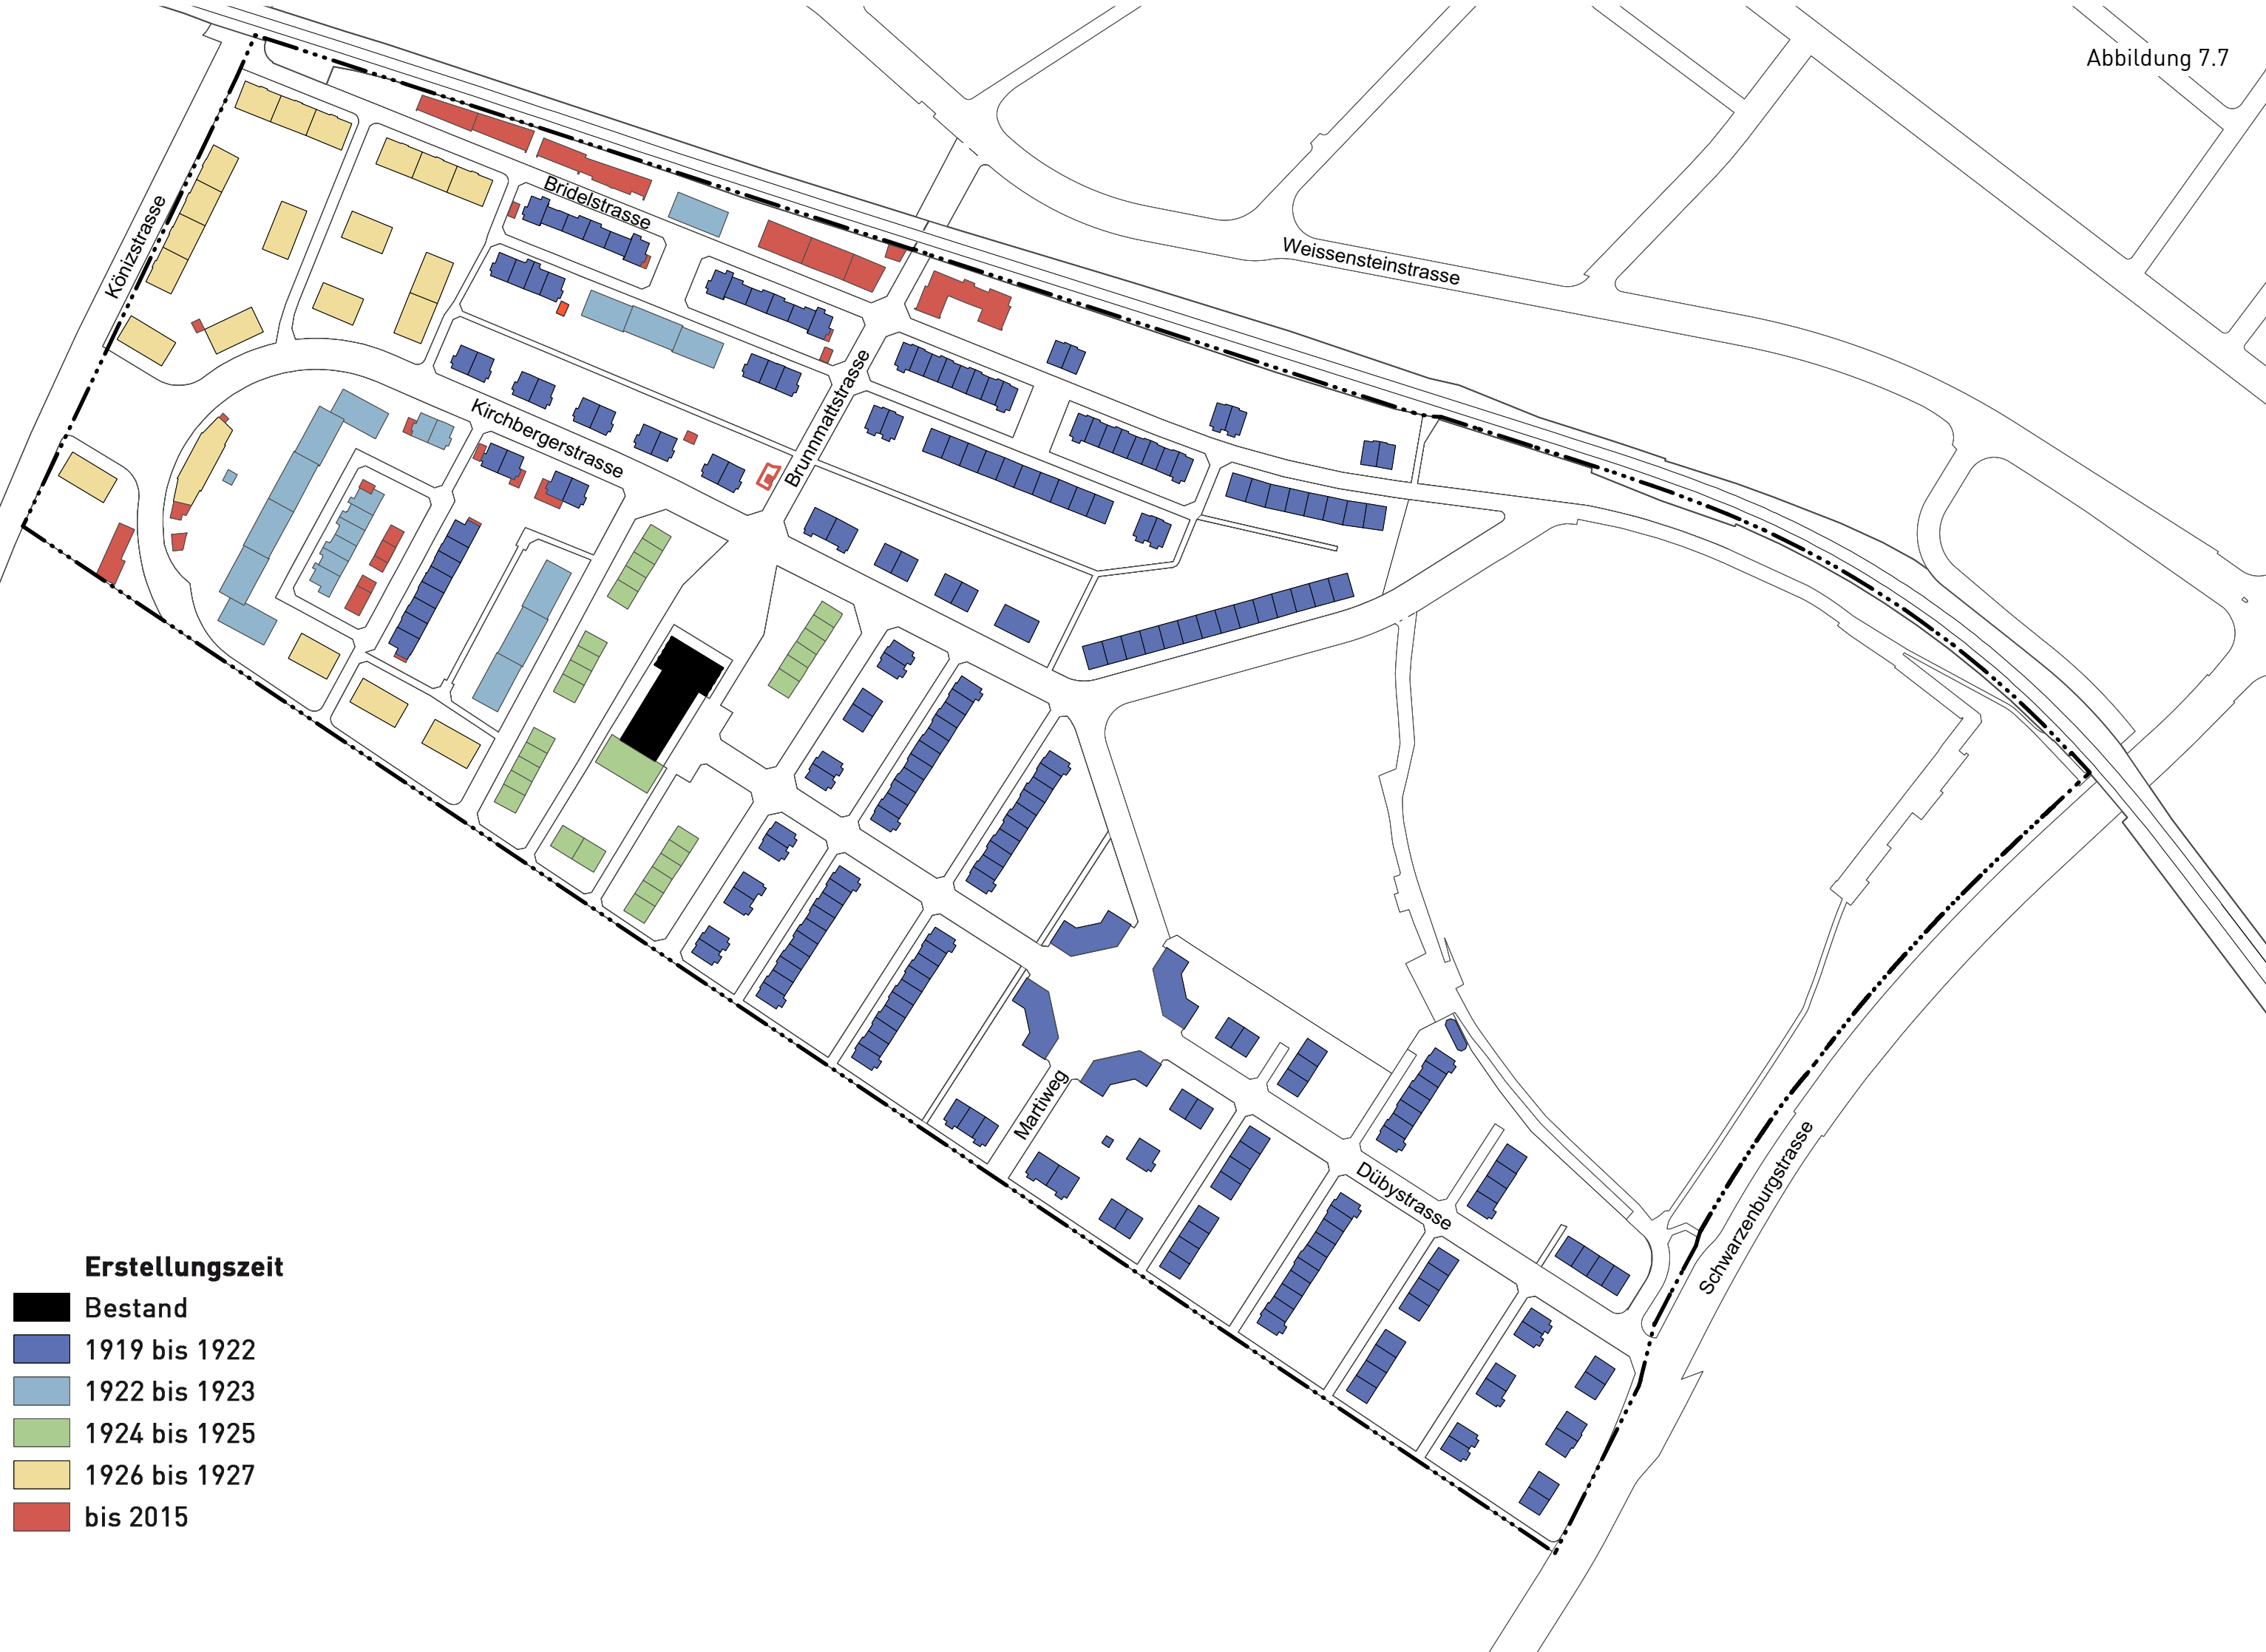 Abbildung 7.7
Bridelstrasse
Könizstrasse
Weissensteinstrasse
Brunnmattstrasse
Kirchbergerstrasse
Martiweg
Dübystrasse
Schwarzenburgstrasse
Erstellungszeit
Bestand
1919 bis 1922
1922 bis 1923
1924 bis 1925
1926 bis 1927
bis 2015